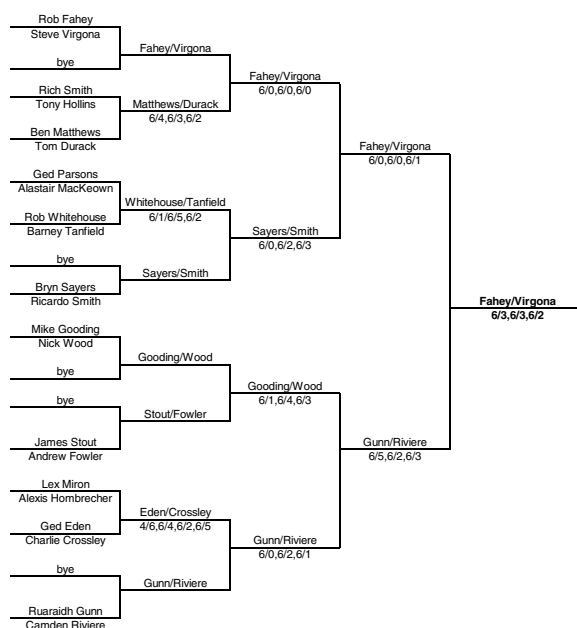 Rob Fahey
Steve Virgona
bye
Rich Smith
Tony Hollins
Ben Matthews
Tom Durack
Ged Parsons
Alastair MacKeown
Rob Whitehouse
Barney Tanfield
bye
Bryn Sayers
Ricardo Smith
Mike Gooding
Nick Wood
bye
bye
James Stout
Andrew Fowler
Lex Miron
Alexis Hombrecher
Ged Eden
Charlie Crossley
bye
Ruaraidh Gunn
Camden Riviere
Fahey/Virgona
Matthews/Durack
6/4,6/3,6/2
Whitehouse/Tanfield
6/1/6/5,6/2
Sayers/Smith
Gooding/Wood
Stout/Fowler
Eden/Crossley
4/6,6/4,6/2,6/5
Gunn/Riviere
Fahey/Virgona
6/0,6/0,6/0
Sayers/Smith
6/0,6/2,6/3
Gooding/Wood
6/1,6/4,6/3
Gunn/Riviere
6/0,6/2,6/1
Fahey/Virgona
6/0,6/0,6/1
Gunn/Riviere
6/5,6/2,6/3
Fahey/Virgona
6/3,6/3,6/2